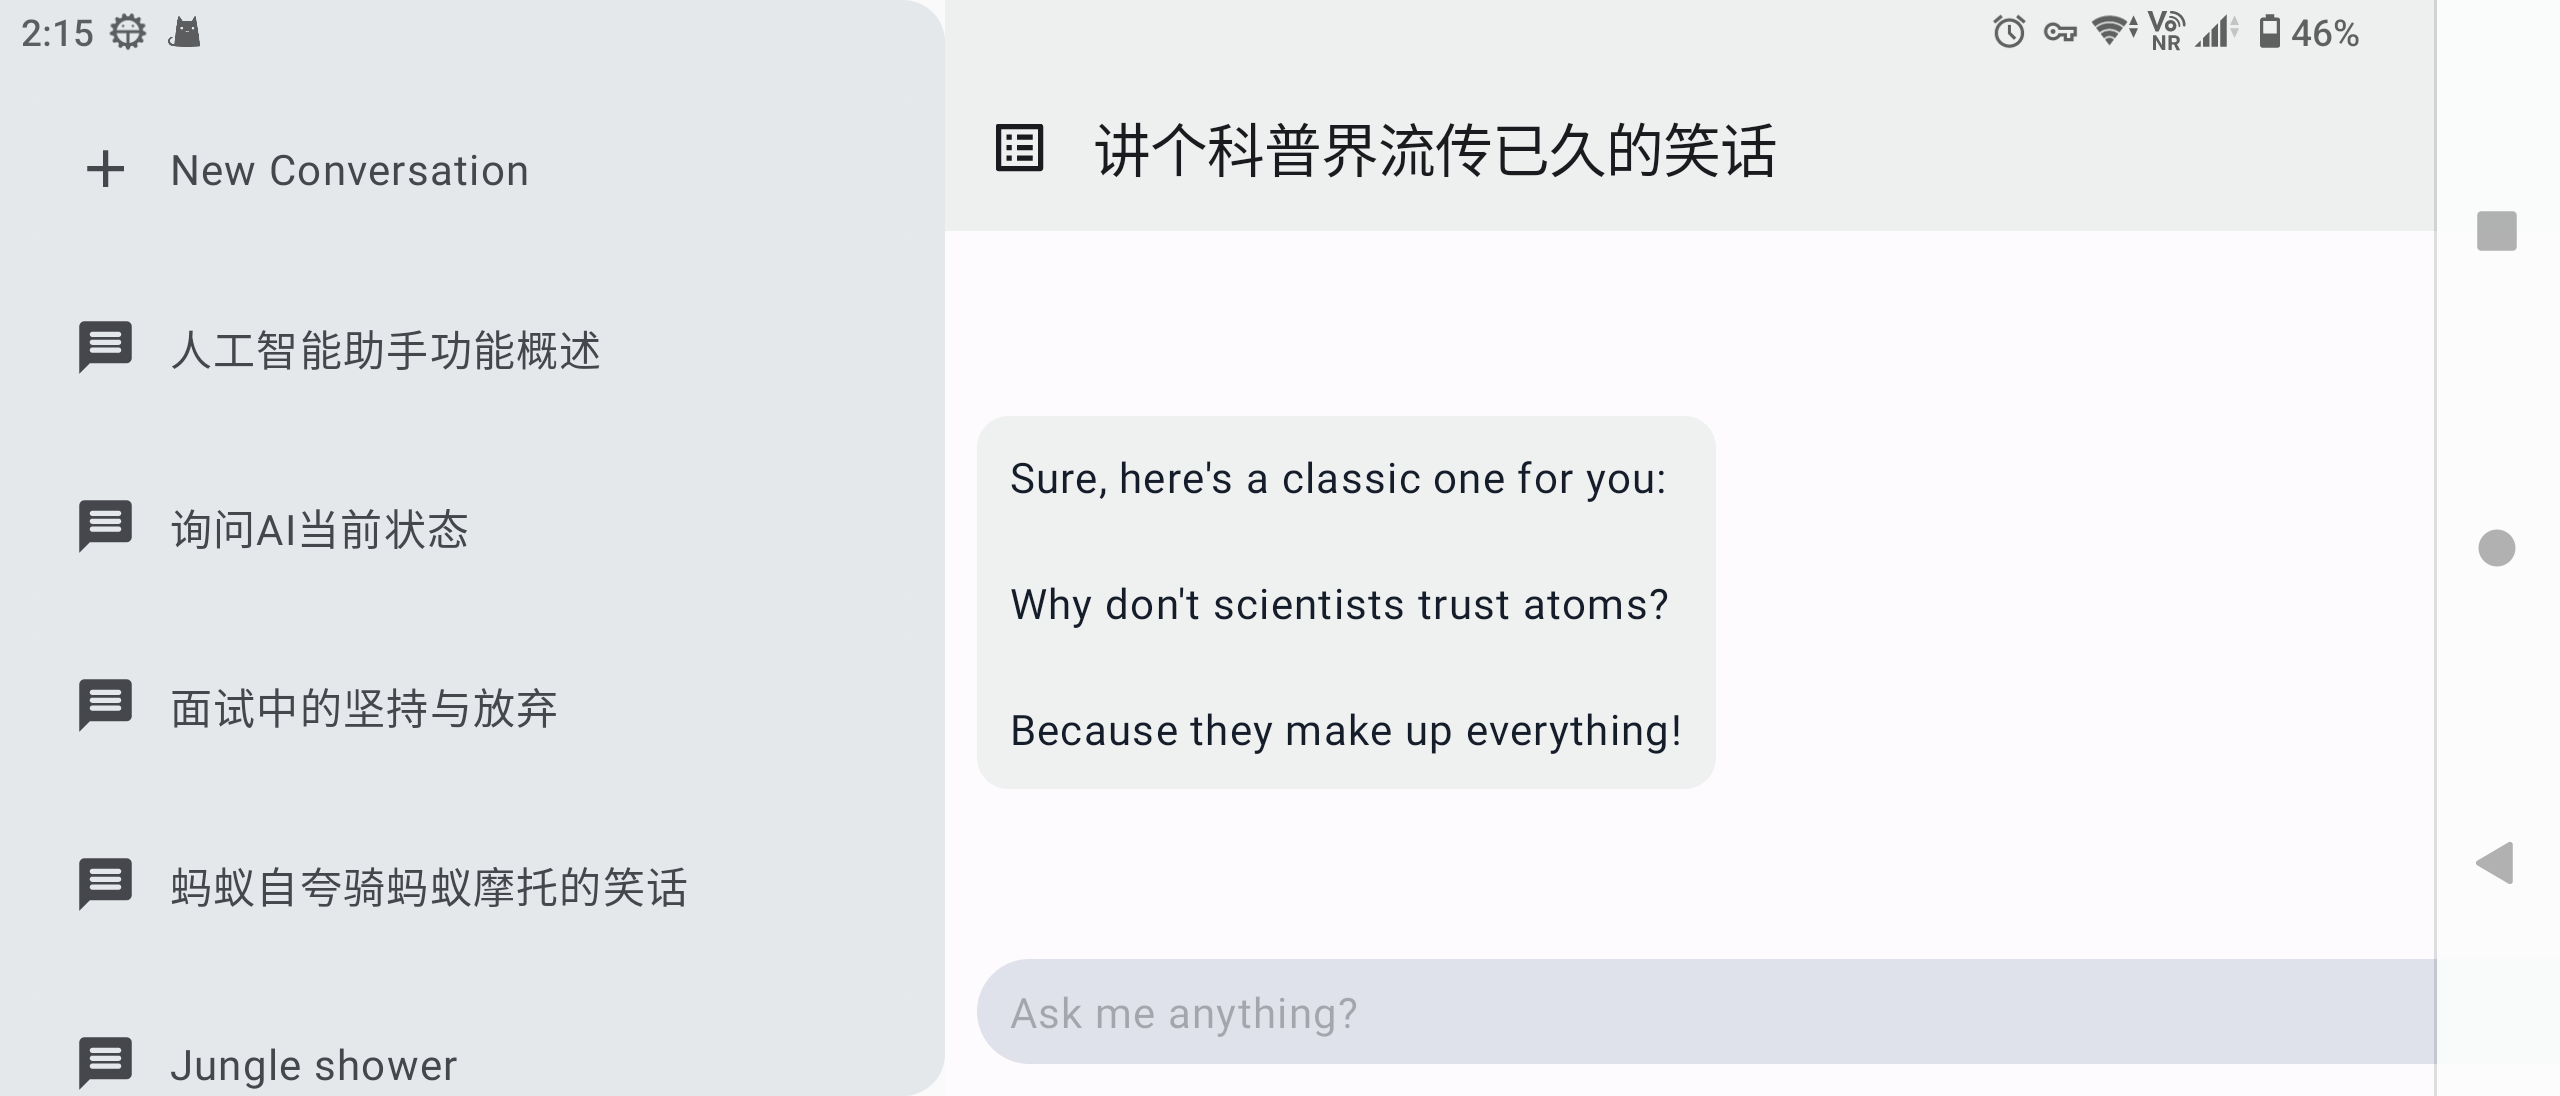 2:15
46%
Vo
NR
New Conversation
人工智能助手功能概述
询问AI当前状态
面试中的坚持与放弃
蚂蚁自夸骑蚂蚁摩托的笑话
Jungle shower
讲个科普界流传已久的笑话
Sure, here's a classic one for you:
Why don't scientists trust atoms?
Because they make up everything!
Ask me anything?